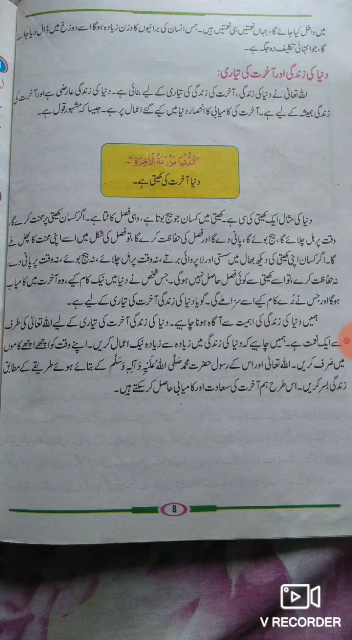 میں داخل کیا جائے گا، جہاں نعمتیں ہی نعمتیں ہیں۔ جس انسان کی برائیوں کا وزن زیادہ ہوگا اُسے دوزخ میں ڈال دیا جائے
گا، جو انتہائی تکلیف دہ جگہ ہے۔
دنیا کی زندگی اور آخرت کی تیاری:
اللہ تعالیٰ نے دنیا کی زندگی، آخرت کی زندگی کی تیاری کے لیے بنائی ہے۔ دنیا کی زندگی عارضی ہے اور آخرت کی
زندگی ہمیشہ کے لیے ہے۔ آخرت کی کامیابی کا انحصار دنیا میں کیے گئے اعمال پر ہے۔ جیسا کہ مشہور قول ہے۔
"اَلدُّنْیَا مَزْرَعَۃُ الْاٰخِرَۃِ"۔
دنیا آخرت کی کھیتی ہے۔
دنیا کی مثال ایک کھیتی کی سی ہے۔ کھیتی میں کسان جو بیج بوتا ہے، وہی فصل کاٹتا ہے۔ اگر کسان کھیتی پر محنت کرے گا
وقت پر ہل چلائے گا، بیج بوئے گا، پانی دے گا اور فصل کی حفاظت کرے گا، تو فصل کی شکل میں اسے اپنی محنت کا پھل ملے
گا۔ اگر کسان اپنی کھیتی کی دیکھ بھال میں سستی اور لاپروائی برتے، نہ وقت پر ہل چلائے، نہ بیج بوئے، نہ وقت پر پانی دے
نہ حفاظت کرے، تو اسے کھیتی سے کوئی فصل حاصل نہیں ہوگی۔ جس شخص نے دنیا میں نیک کام کیے، وہ آخرت میں کامیاب
ہوگا اور جس نے بُرے کام کیے اسے سزا ملے گی۔ گویا دنیا کی زندگی آخرت کی تیاری کے لیے ہے۔
ہمیں دنیا کی زندگی کی اہمیت سے آگاہ ہونا چاہیے۔ دنیا کی زندگی آخرت کی تیاری کے لیے اللہ تعالیٰ کی طرف
سے ایک نعمت ہے۔ ہمیں چاہیے کہ دنیا کی زندگی میں زیادہ سے زیادہ نیک اعمال کریں۔ اپنے وقت کو اچھے اچھے کاموں
میں صرف کریں۔ اللہ تعالیٰ اور اس کے رسول حضرت محمد صَلَّی اللہُ عَلَیْہِ وَ اٰلِہٖ وَسَلَّم کے بتائے ہوئے طریقے کے مطابق
زندگی بسر کریں۔ اس طرح ہم آخرت کی سعادت اور کامیابی حاصل کر سکتے ہیں۔
8
V RECORDER